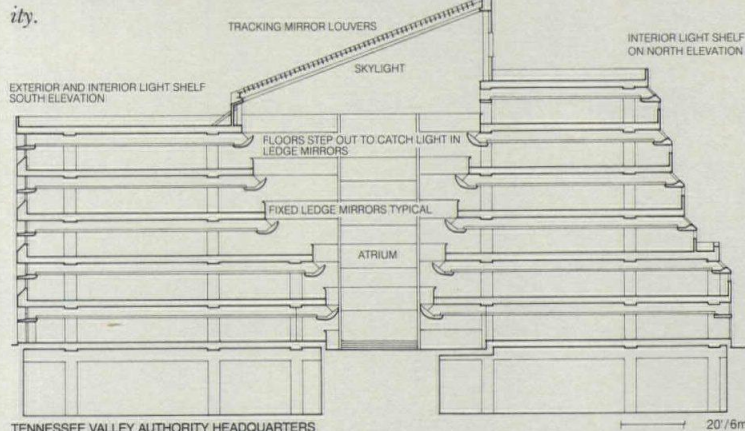 ity.
TRACKING MIRROR LOUVERS
SKYLIGHT
INTERIOR LIGHT SHELF
ON NORTH ELEVATION
EXTERIOR AND INTERIOR LIGHT SHELF
SOUTH ELEVATION
FLOORS STEP OUT TO CATCH LIGHT IN
LEDGE MIRRORS
FIXED LEDGE MIRRORS TYPICAL
ATRIUM
TENNESSEE VALLEY AUTHORITY HEADQUARTERS
20'/6m